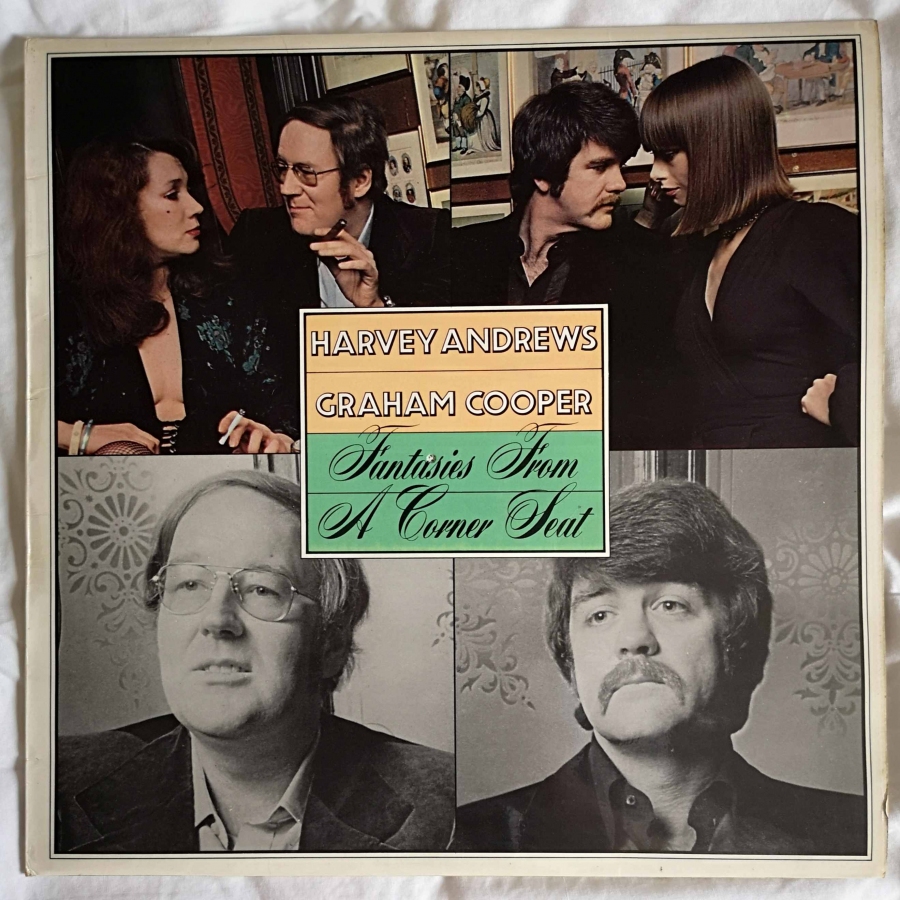 HARVEY ANDREWS
GRAHAM COOPER
Fantasies From
A Corner Seat